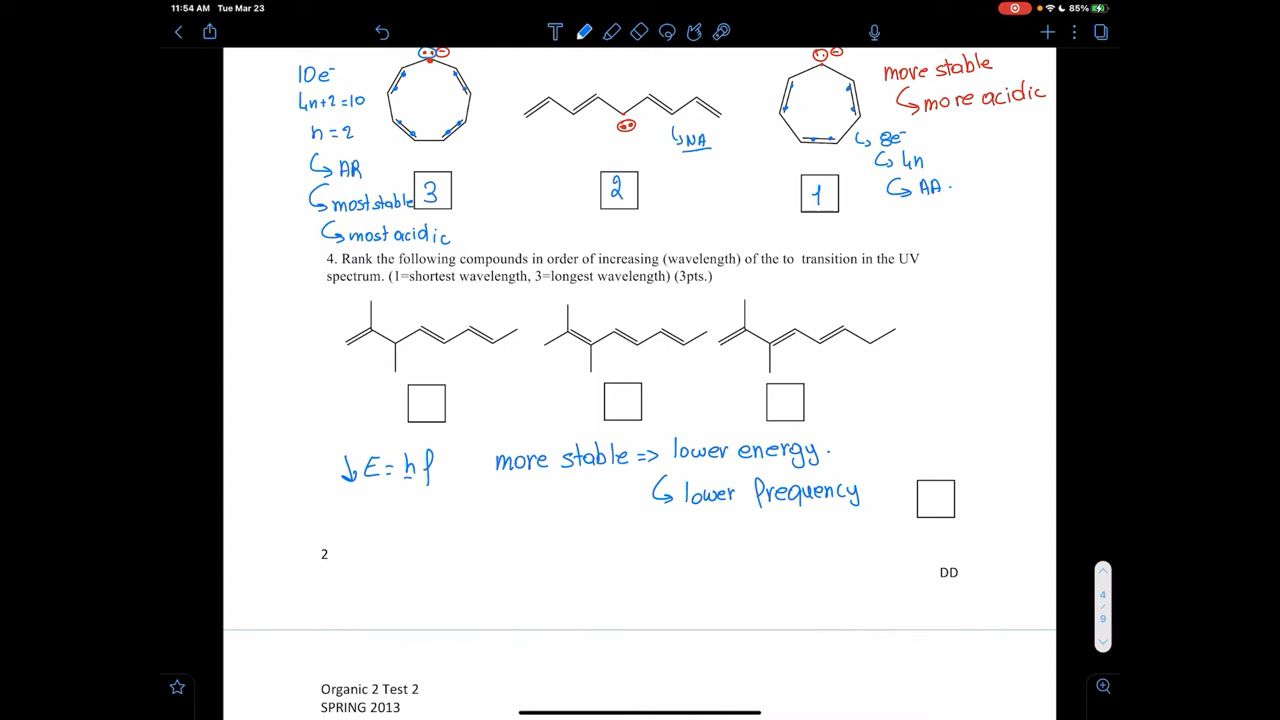 11:54 AM Tue Mar 23
85%
10e⁻
4n+2=10
n = 2
↳ AR
↳ most stable
↳ most acidic
3
↳ NA
2
more stable
↳ more acidic
↳ 8e⁻
↳ 4n
↳ AA.
1
4. Rank the following compounds in order of increasing (wavelength) of the to transition in the UV
spectrum. (1=shortest wavelength, 3=longest wavelength) (3pts.)
↓ E = hf
more stable => lower energy.
↳ lower frequency
2
DD
4
/
9
Organic 2 Test 2
SPRING 2013